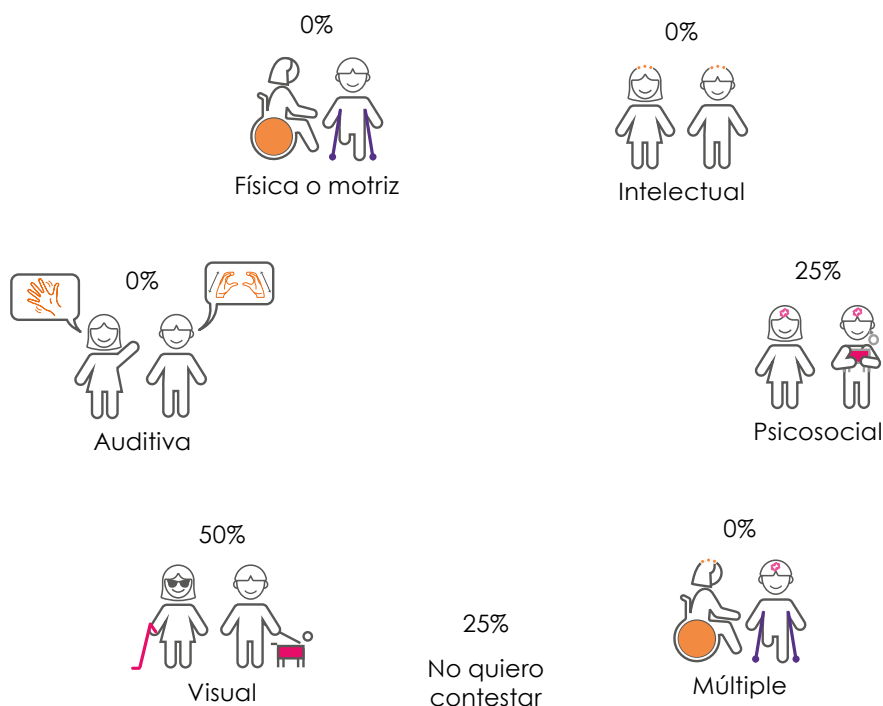 0%
Física o motriz
0%
Intelectual
0%
Auditiva
25%
Psicosocial
50%
Visual
25%
No quiero
contestar
0%
Múltiple